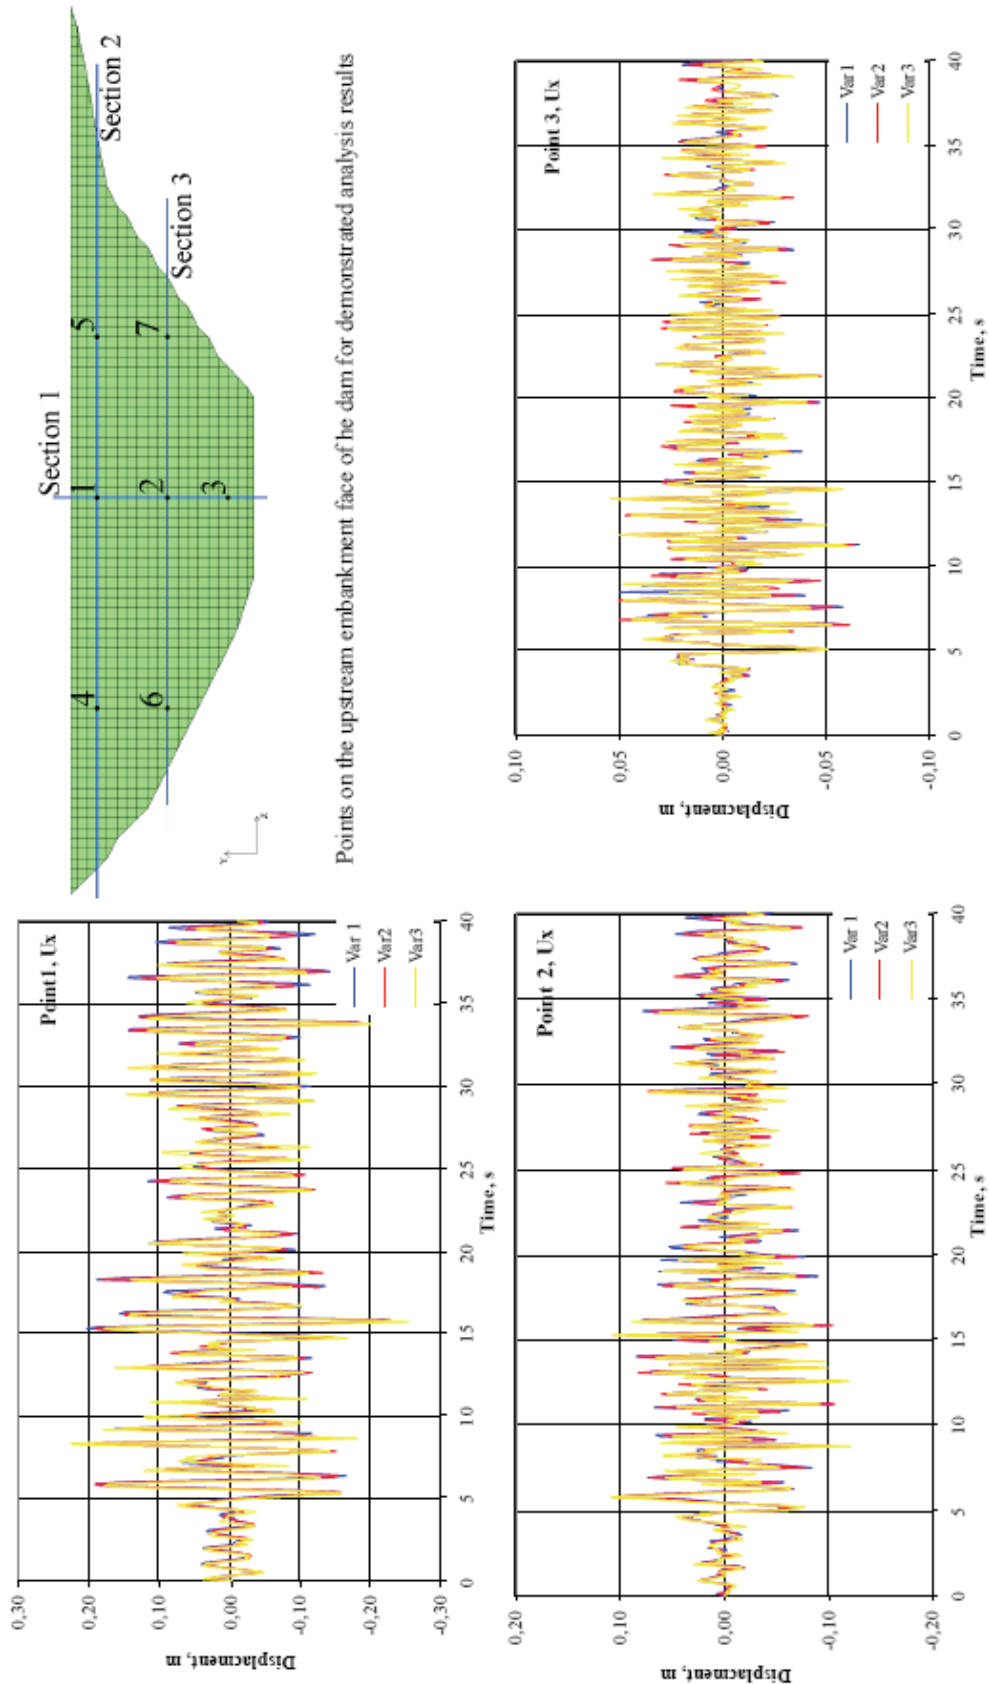 Section 1
Section 2
Section 3
4
1
5
6
2
7
3
Y
Z
Points on the upstream embankment face of he dam for demonstrated analysis results
Point1, Ux
0,30
0,20
0,10
0,00
-0,10
-0,20
-0,30
Displacment, m
0
5
10
15
20
25
30
35
40
Time, s
Var 1
Var2
Var3
Point 2, Ux
0,20
0,10
0,00
-0,10
-0,20
Displacment, m
0
5
10
15
20
25
30
35
40
Time, s
Var 1
Var2
Var3
Point 3, Ux
0,10
0,05
0,00
-0,05
-0,10
Displacment, m
0
5
10
15
20
25
30
35
40
Time, s
Var1
Var2
Var3